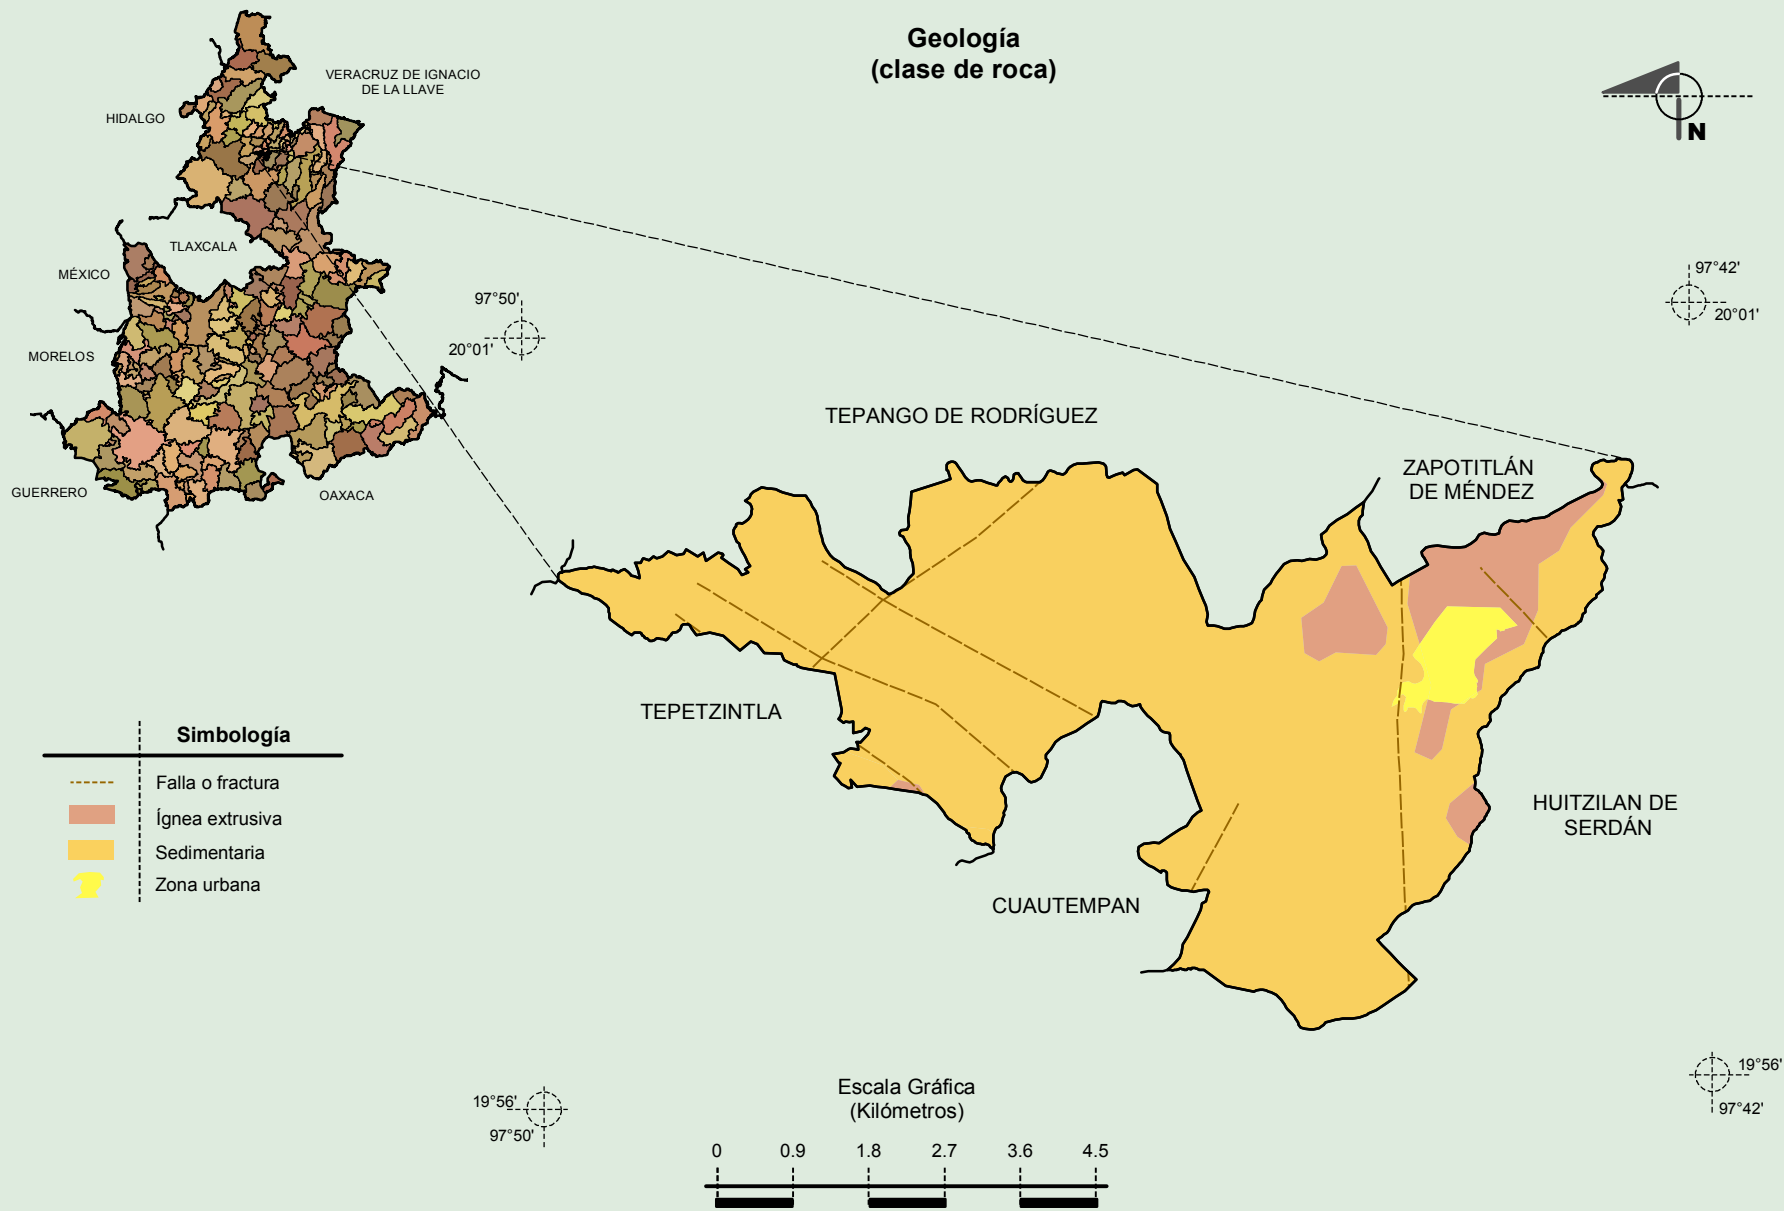 Geología
(clase de roca)
VERACRUZ DE IGNACIO
DE LA LLAVE
HIDALGO
TLAXCALA
MÉXICO
MORELOS
GUERRERO
OAXACA
N
97°50'
20°01'
97°42'
20°01'
TEPANGO DE RODRÍGUEZ
ZAPOTITLÁN
DE MÉNDEZ
TEPETZINTLA
HUITZILAN DE
SERDÁN
CUAUTEMPAN
Simbología
Falla o fractura
Ígnea extrusiva
Sedimentaria
Zona urbana
19°56'
97°50'
19°56'
97°42'
Escala Gráfica
(Kilómetros)
0 0.9 1.8 2.7 3.6 4.5